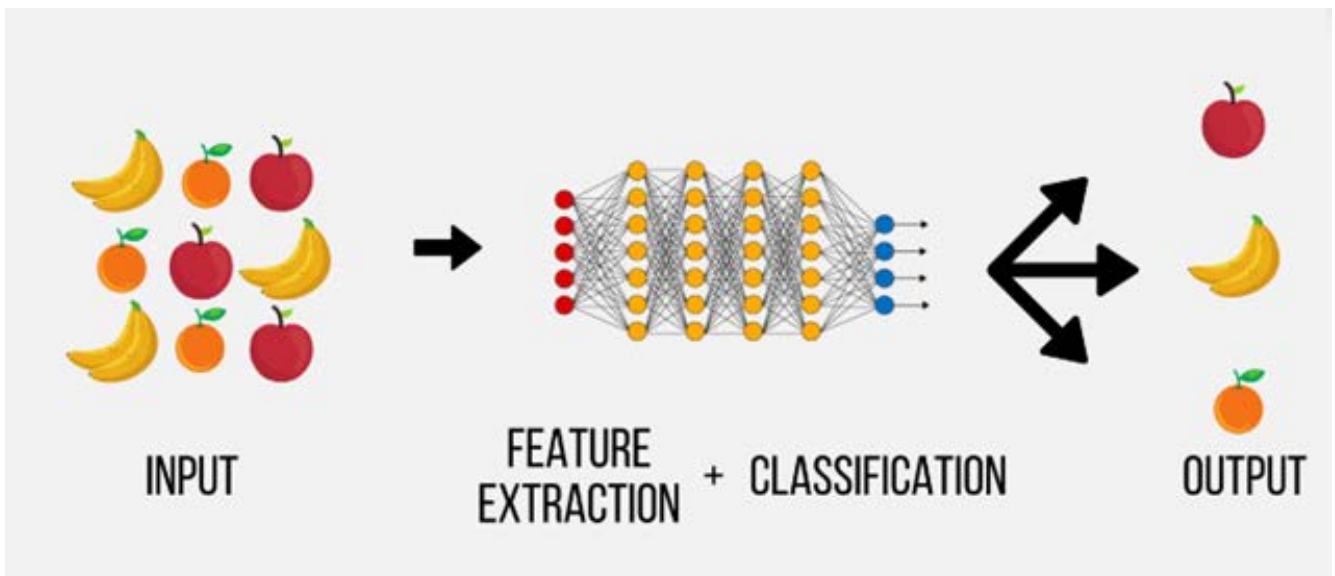 INPUT
FEATURE
EXTRACTION
+
CLASSIFICATION
OUTPUT